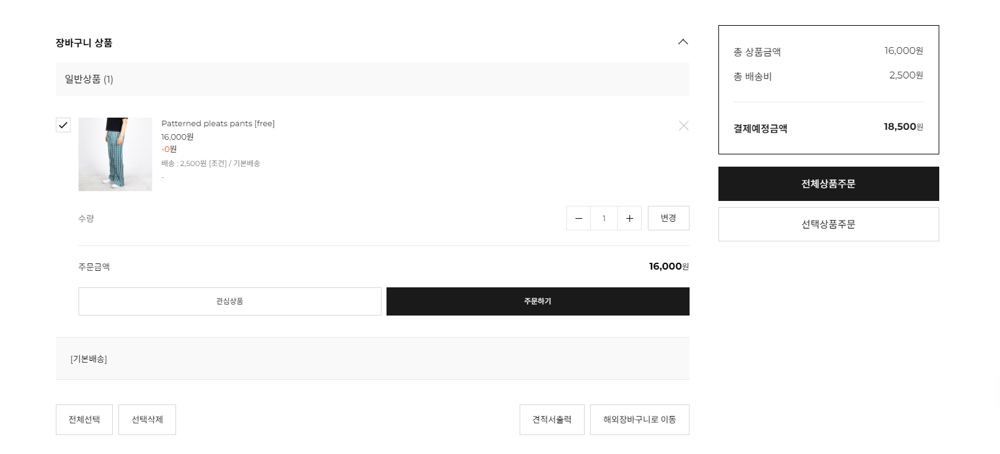 장바구니 상품
일반상품 (1)
Patterned pleats pants [free]
16,000원
-0원
배송 : 2,500원 [조건] / 기본배송
-
수량
1
변경
주문금액
16,000원
관심상품
주문하기
[기본배송]
전체선택
선택삭제
견적서출력
해외장바구니로 이동
총 상품금액
16,000원
총 배송비
2,500원
결제예정금액
18,500원
전체상품주문
선택상품주문